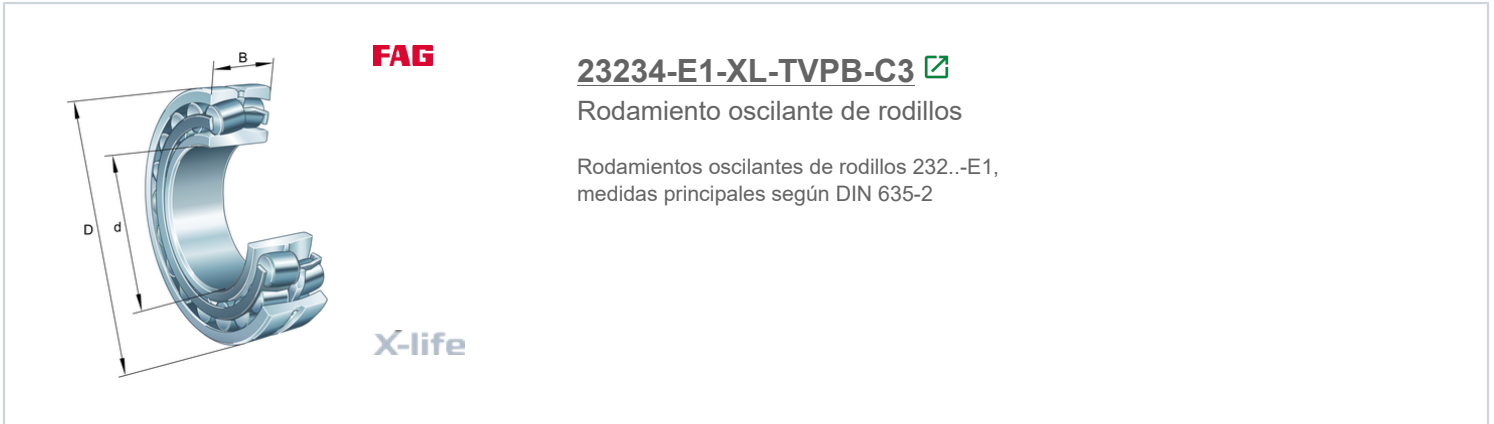 B
FAG
23234-E1-XL-TVPB-C3
Rodamiento oscilante de rodillos
Rodamientos oscilantes de rodillos 232..-E1,
medidas principales según DIN 635-2
D
d
X-life